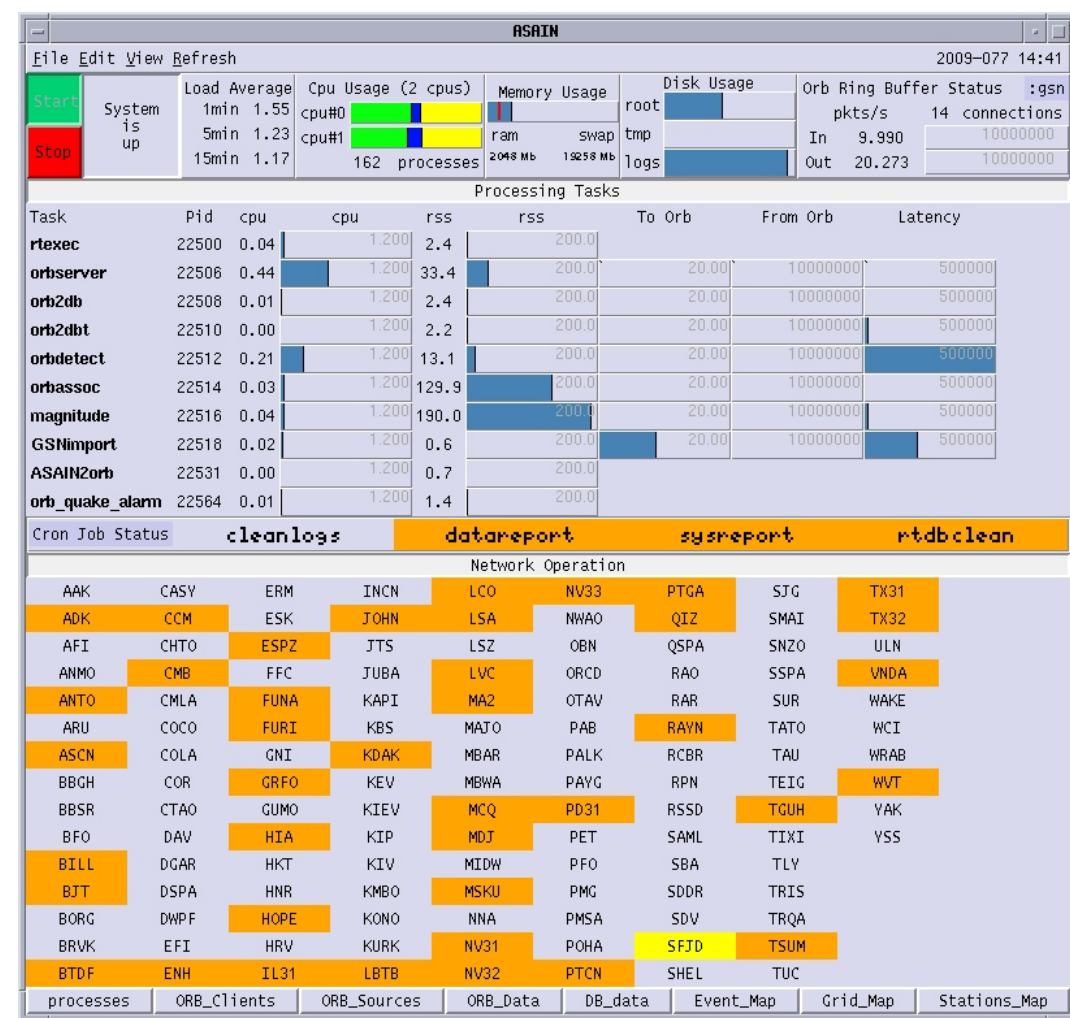 ASAIN
File Edit View Refresh 2009-077 14:41
Start
Stop
System
is
up
Load Average
1min 1.55
5min 1.23
15min 1.17
Cpu Usage (2 cpus)
cpu#0
cpu#1
162 processes
Memory Usage
ram swap
2048 Mb 19258 Mb
Disk Usage
root
tmp
logs
Orb Ring Buffer Status :gsn
pkts/s 14 connections
In 9.990 10000000
Out 20.273 10000000
Processing Tasks
Task Pid cpu cpu rss rss To Orb From Orb Latency
rtexec 22500 0.04 1.200 2.4 200.0
orbserver 22506 0.44 1.200 33.4 200.0 20.00 10000000 500000
orb2db 22508 0.01 1.200 2.4 200.0 20.00 10000000 500000
orb2dbt 22510 0.00 1.200 2.2 200.0 20.00 10000000 500000
orbdetect 22512 0.21 1.200 13.1 200.0 20.00 10000000 500000
orbassoc 22514 0.03 1.200 129.9 200.0 20.00 10000000 500000
magnitude 22516 0.04 1.200 190.0 200.0 20.00 10000000 500000
GSNimport 22518 0.02 1.200 0.6 200.0 20.00 10000000 500000
ASAIN2orb 22531 0.00 1.200 0.7 200.0
orb_quake_alarm 22564 0.01 1.200 1.4 200.0
Cron Job Status cleanlogs datareport sysreport rtdbclean
Network Operation
AAK CASY ERM INCN LCO NV33 PTGA SJG TX31
ADK CCM ESK JOHN LSA NWAO QIZ SMAI TX32
AFI CHTO ESPZ JTS LSZ OBN QSPA SNZO ULN
ANMO CMB FFC JUBA LVC ORCD RAO SSPA VNDA
ANTO CMLA FUNA KAPI MA2 OTAV RAR SUR WAKE
ARU COCO FURI KBS MAJO PAB RAYN TATO WCI
ASCN COLA GNI KDAK MBAR PALK RCBR TAU WRAB
BBGH COR GRFO KEV MBWA PAYG RPN TEIG WVT
BBSR CTAO GUMO KIEV MCQ PD31 RSSD TGUH YAK
BFO DAV HIA KIP MDJ PET SAML TIXI YSS
BILL DGAR HKT KIV MIDW PFO SBA TLY
BJT DSPA HNR KMBO MSKU PMG SDDR TRIS
BORG DWPF HOPE KONO NNA PMSA SDV TRQA
BRVK EFI HRV KURK NV31 POHA SFJD TSUM
BTDF ENH IL31 LBTB NV32 PTCN SHEL TUC
processes ORB_Clients ORB_Sources ORB_Data DB_data Event_Map Grid_Map Stations_Map